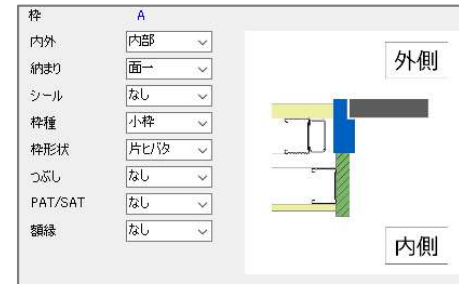 枠 A
内外 内部
納まり 面一
シール なし
枠種 小枠
枠形状 片ヒバタ
つぶし なし
PAT/SAT なし
額縁 なし
外側
内側